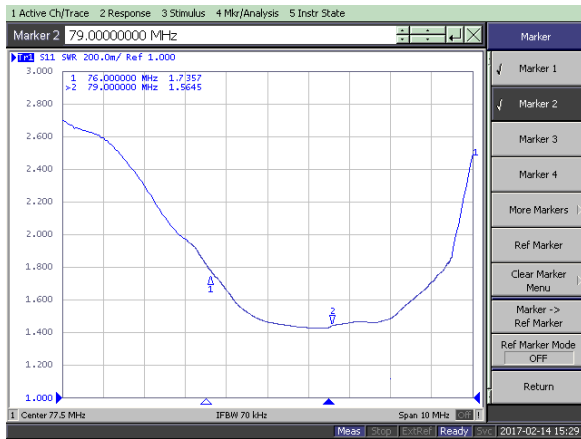 1 Active Ch/Trace 2 Response 3 Stimulus 4 Mkr/Analysis 5 Instr State
Marker 2 79.00000000 MHz
Tr1 S11 SWR 200.0m/ Ref 1.000
3.000
1 76.000000 MHz 1.7357
>2 79.000000 MHz 1.5645
2.800
2.600
2.400
2.200
2.000
1.800
1.600
1.400
1.200
1.000
1
1
2
1 Center 77.5 MHz IFBW 70 kHz Span 10 MHz Off !
Marker
Marker 1
Marker 2
Marker 3
Marker 4
More Markers
Ref Marker
Clear Marker
Menu
Marker ->
Ref Marker
Ref Marker Mode
OFF
Return
Meas Stop ExtRef Ready Svc 2017-02-14 15:29